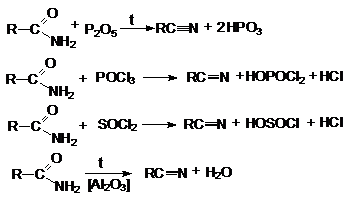 R—C(=O)NH₂ + P₂O₅ —t→ RC≡N + 2HPO₃
R—C(=O)NH₂ + POCl₃ → RC=N + HOPOCl₂ + HCl
R—C(=O)NH₂ + SOCl₂ → RC=N + HOSOCl + HCl
R—C(=O)NH₂ —t [Al₂O₃]→ RC=N + H₂O